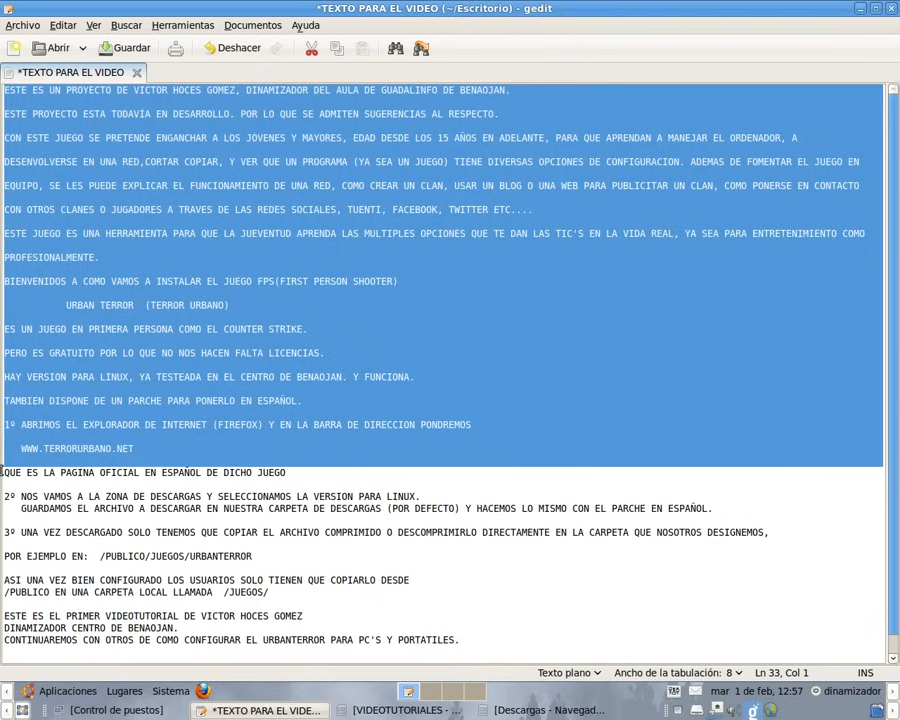 *TEXTO PARA EL VIDEO (~/Escritorio) - gedit
Archivo Editar Ver Buscar Herramientas Documentos Ayuda
Abrir Guardar Deshacer
*TEXTO PARA EL VIDEO
ESTE ES UN PROYECTO DE VICTOR HOCES GOMEZ, DINAMIZADOR DEL AULA DE GUADALINFO DE BENAOJAN.
ESTE PROYECTO ESTA TODAVÍA EN DESARROLLO. POR LO QUE SE ADMITEN SUGERENCIAS AL RESPECTO.
CON ESTE JUEGO SE PRETENDE ENGANCHAR A LOS JÓVENES Y MAYORES, EDAD DESDE LOS 15 AÑOS EN ADELANTE, PARA QUE APRENDAN A MANEJAR EL ORDENADOR, A
DESENVOLVERSE EN UNA RED,CORTAR COPIAR, Y VER QUE UN PROGRAMA (YA SEA UN JUEGO) TIENE DIVERSAS OPCIONES DE CONFIGURACION. ADEMAS DE FOMENTAR EL JUEGO EN
EQUIPO, SE LES PUEDE EXPLICAR EL FUNCIONAMIENTO DE UNA RED, COMO CREAR UN CLAN, USAR UN BLOG O UNA WEB PARA PUBLICITAR UN CLAN, COMO PONERSE EN CONTACTO
CON OTROS CLANES O JUGADORES A TRAVES DE LAS REDES SOCIALES, TUENTI, FACEBOOK, TWITTER ETC....
ESTE JUEGO ES UNA HERRAMIENTA PARA QUE LA JUEVENTUD APRENDA LAS MULTIPLES OPCIONES QUE TE DAN LAS TIC'S EN LA VIDA REAL, YA SEA PARA ENTRETENIMIENTO COMO
PROFESIONALMENTE.
BIENVENIDOS A COMO VAMOS A INSTALAR EL JUEGO FPS(FIRST PERSON SHOOTER)
URBAN TERROR (TERROR URBANO)
ES UN JUEGO EN PRIMERA PERSONA COMO EL COUNTER STRIKE.
PERO ES GRATUITO POR LO QUE NO NOS HACEN FALTA LICENCIAS.
HAY VERSION PARA LINUX, YA TESTEADA EN EL CENTRO DE BENAOJAN. Y FUNCIONA.
TAMBIEN DISPONE DE UN PARCHE PARA PONERLO EN ESPAÑOL.
1º ABRIMOS EL EXPLORADOR DE INTERNET (FIREFOX) Y EN LA BARRA DE DIRECCION PONDREMOS
WWW.TERRORURBANO.NET
QUE ES LA PAGINA OFICIAL EN ESPAÑOL DE DICHO JUEGO
2º NOS VAMOS A LA ZONA DE DESCARGAS Y SELECCIONAMOS LA VERSION PARA LINUX.
GUARDAMOS EL ARCHIVO A DESCARGAR EN NUESTRA CARPETA DE DESCARGAS (POR DEFECTO) Y HACEMOS LO MISMO CON EL PARCHE EN ESPAÑOL.
3º UNA VEZ DESCARGADO SOLO TENEMOS QUE COPIAR EL ARCHIVO COMPRIMIDO O DESCOMPRIMIRLO DIRECTAMENTE EN LA CARPETA QUE NOSOTROS DESIGNEMOS,
POR EJEMPLO EN: /PUBLICO/JUEGOS/URBANTERROR
ASI UNA VEZ BIEN CONFIGURADO LOS USUARIOS SOLO TIENEN QUE COPIARLO DESDE
/PUBLICO EN UNA CARPETA LOCAL LLAMADA /JUEGOS/
ESTE ES EL PRIMER VIDEOTUTORIAL DE VICTOR HOCES GOMEZ
DINAMIZADOR CENTRO DE BENAOJAN.
CONTINUAREMOS CON OTROS DE COMO CONFIGURAR EL URBANTERROR PARA PC'S Y PORTATILES.
Texto plano Ancho de la tabulación: 8 Ln 33, Col 1 INS
Aplicaciones Lugares Sistema mar 1 de feb, 12:57 dinamizador
[Control de puestos] *TEXTO PARA EL VIDE... [VIDEOTUTORIALES - ... [Descargas - Navegad...